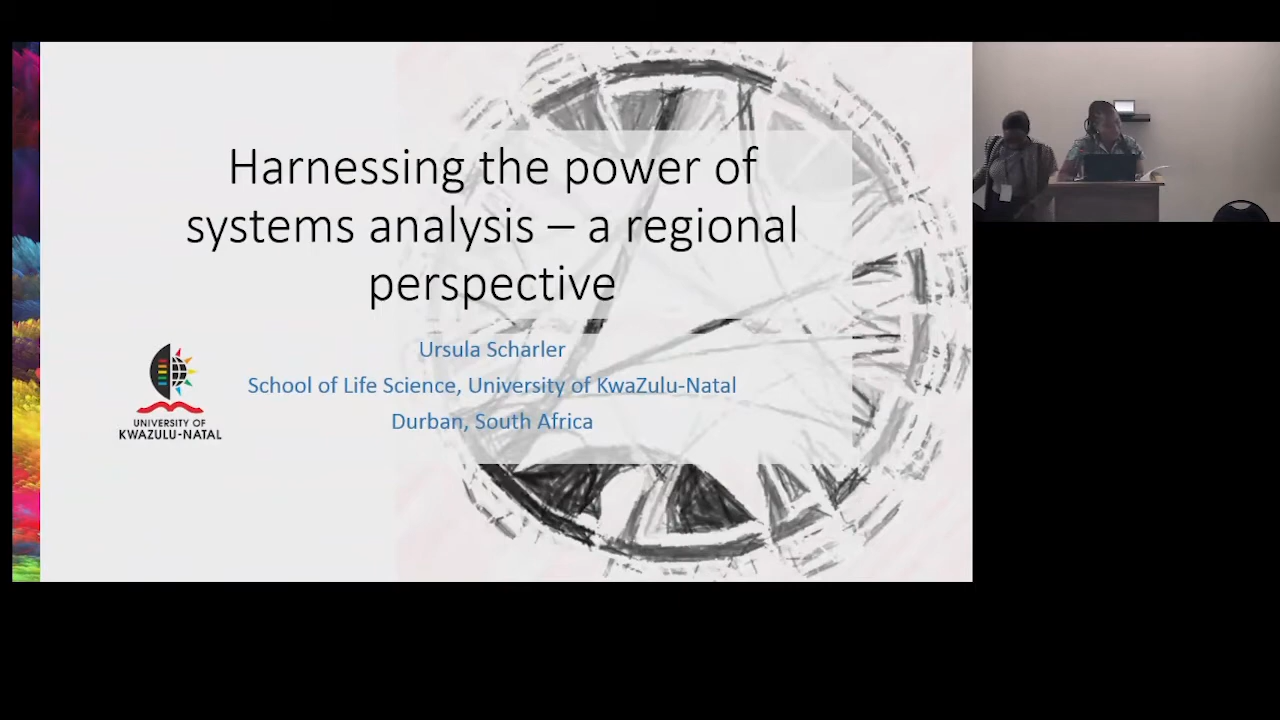 Harnessing the power of
systems analysis – a regional
perspective
Ursula Scharler
School of Life Science, University of KwaZulu-Natal
Durban, South Africa
UNIVERSITY OF
KWAZULU-NATAL